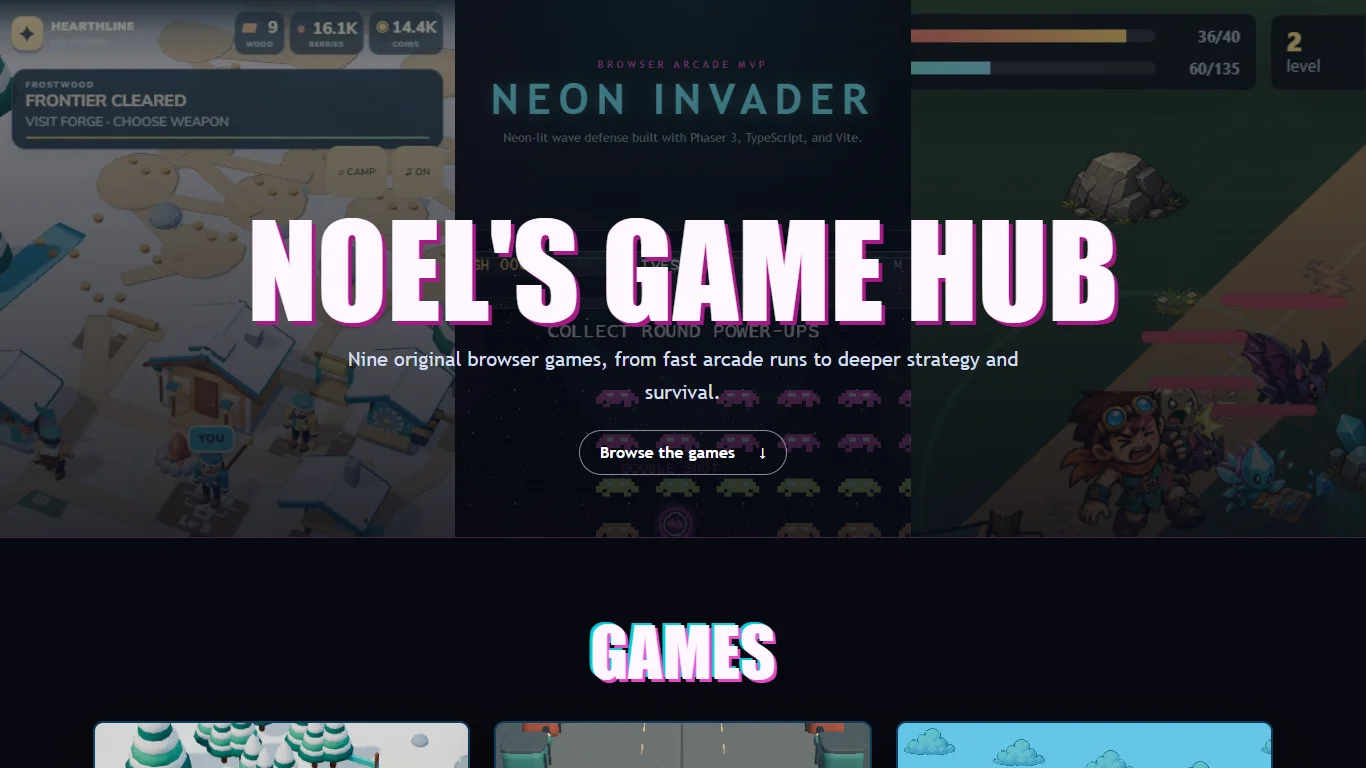 HEARTHLINE
9
WOOD
16.1K
BERRIES
14.4K
COINS
FROSTWOOD
FRONTIER CLEARED
VISIT FORGE · CHOOSE WEAPON
CAMP
♫ ON
YOU
BROWSER ARCADE MVP
NEON INVADER
Neon-lit wave defense built with Phaser 3, TypeScript, and Vite.
36/40
60/135
2
level
NOEL'S GAME HUB
COLLECT ROUND POWER-UPS
Nine original browser games, from fast arcade runs to deeper strategy and
survival.
Browse the games ↓
DOUBLE SHOT
GAMES